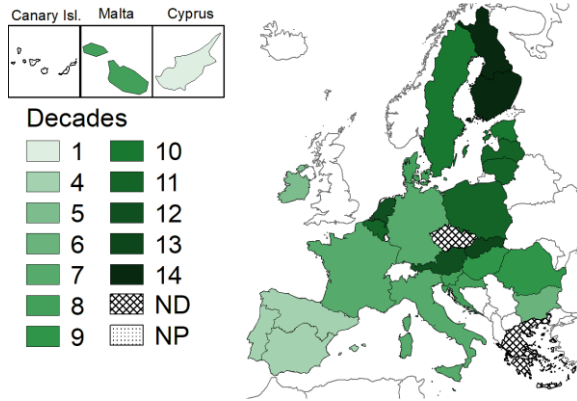 Canary Isl. Malta Cyprus
Decades
1 10
4 11
5 12
6 13
7 14
8 ND
9 NP